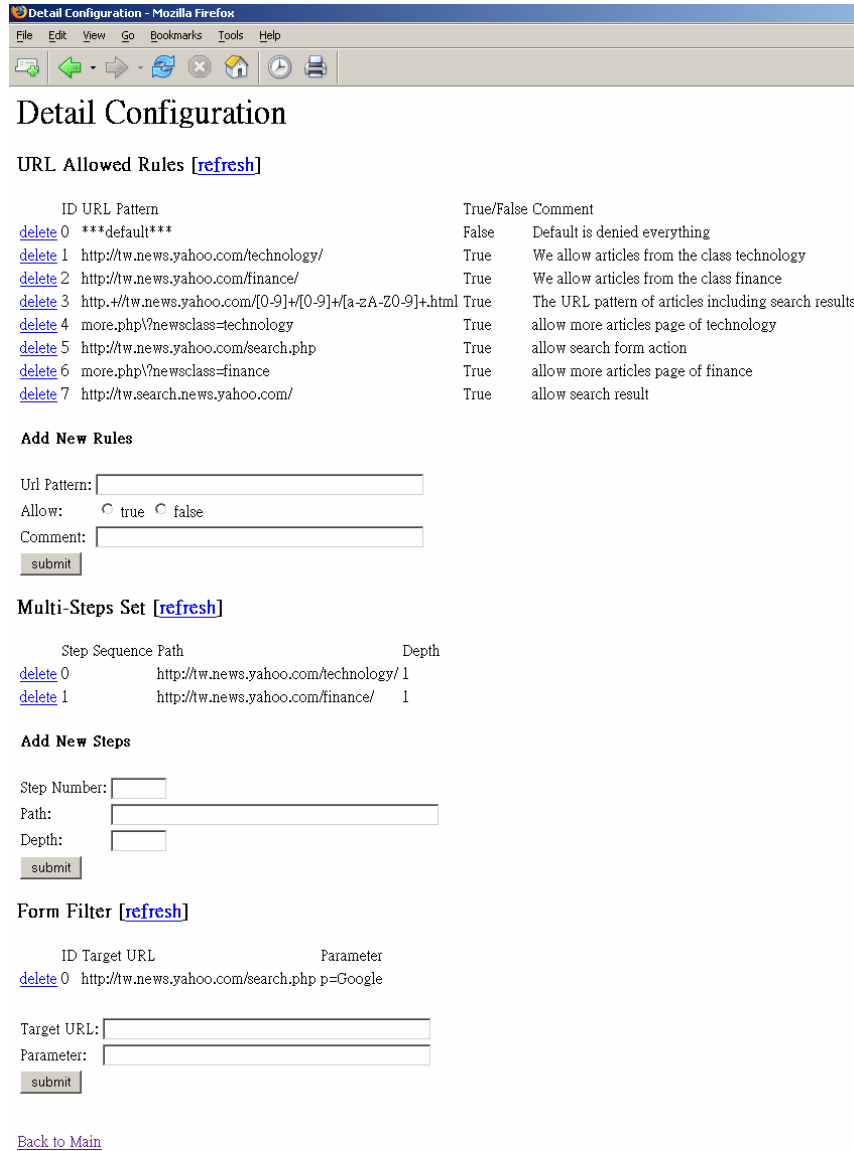 Detail Configuration - Mozilla Firefox
File Edit View Go Bookmarks Tools Help
Detail Configuration
URL Allowed Rules [refresh]
ID URL Pattern True/False Comment
delete 0 ***default*** False Default is denied everything
delete 1 http://tw.news.yahoo.com/technology/ True We allow articles from the class technology
delete 2 http://tw.news.yahoo.com/finance/ True We allow articles from the class finance
delete 3 http.+//tw.news.yahoo.com/[0-9]+/[0-9]+/[a-zA-Z0-9]+.html True The URL pattern of articles including search results
delete 4 more.php\?newsclass=technology True allow more articles page of technology
delete 5 http://tw.news.yahoo.com/search.php True allow search form action
delete 6 more.php\?newsclass=finance True allow more articles page of finance
delete 7 http://tw.search.news.yahoo.com/ True allow search result
Add New Rules
Url Pattern:
Allow: true false
Comment:
submit
Multi-Steps Set [refresh]
Step Sequence Path Depth
delete 0 http://tw.news.yahoo.com/technology/ 1
delete 1 http://tw.news.yahoo.com/finance/ 1
Add New Steps
Step Number:
Path:
Depth:
submit
Form Filter [refresh]
ID Target URL Parameter
delete 0 http://tw.news.yahoo.com/search.php p=Google
Target URL:
Parameter:
submit
Back to Main